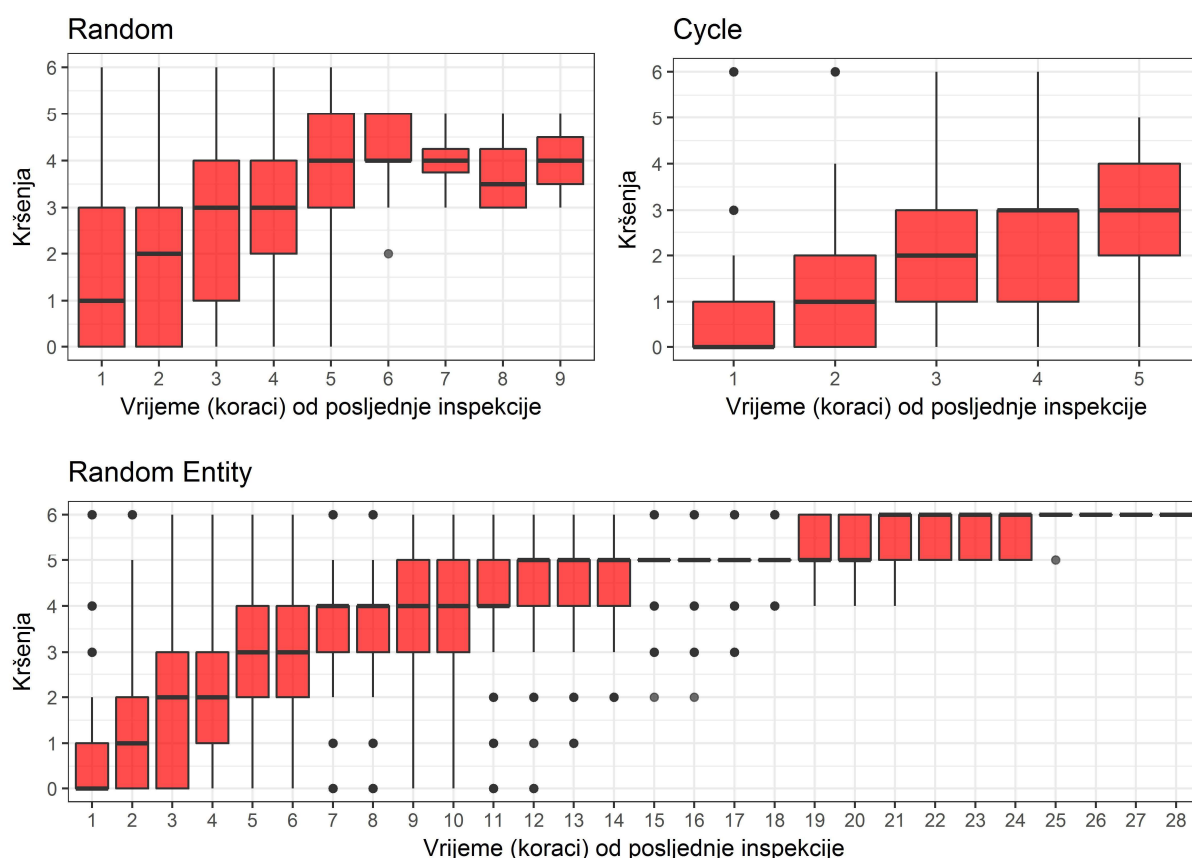 Random
Kršenja
6
5
4
3
2
1
0
1 2 3 4 5 6 7 8 9
Vrijeme (koraci) od posljednje inspekcije
Cycle
Kršenja
6
5
4
3
2
1
0
1 2 3 4 5
Vrijeme (koraci) od posljednje inspekcije
Random Entity
Kršenja
6
5
4
3
2
1
0
1 2 3 4 5 6 7 8 9 10 11 12 13 14 15 16 17 18 19 20 21 22 23 24 25 26 27 28
Vrijeme (koraci) od posljednje inspekcije